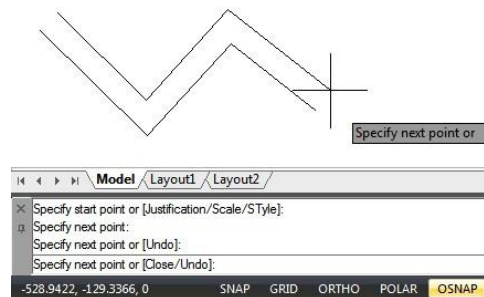 Specify next point or
Model Layout1 Layout2
Specify start point or [Justification/Scale/STyle]:
Specify next point:
Specify next point or [Undo]:
Specify next point or [Close/Undo]:
-528.9422, -129.3366, 0 SNAP GRID ORTHO POLAR OSNAP